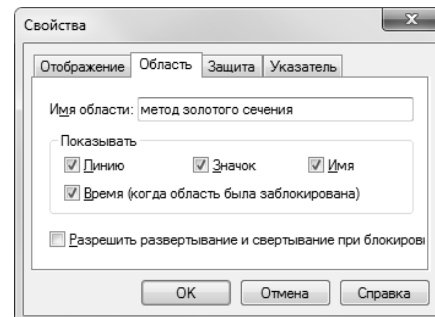 Свойства
Отображение Область Защита Указатель
Имя области: метод золотого сечения
Показывать
Линию Значок Имя
Время (когда область была заблокирована)
Разрешить развертывание и свертывание при
OK Отмена Справка